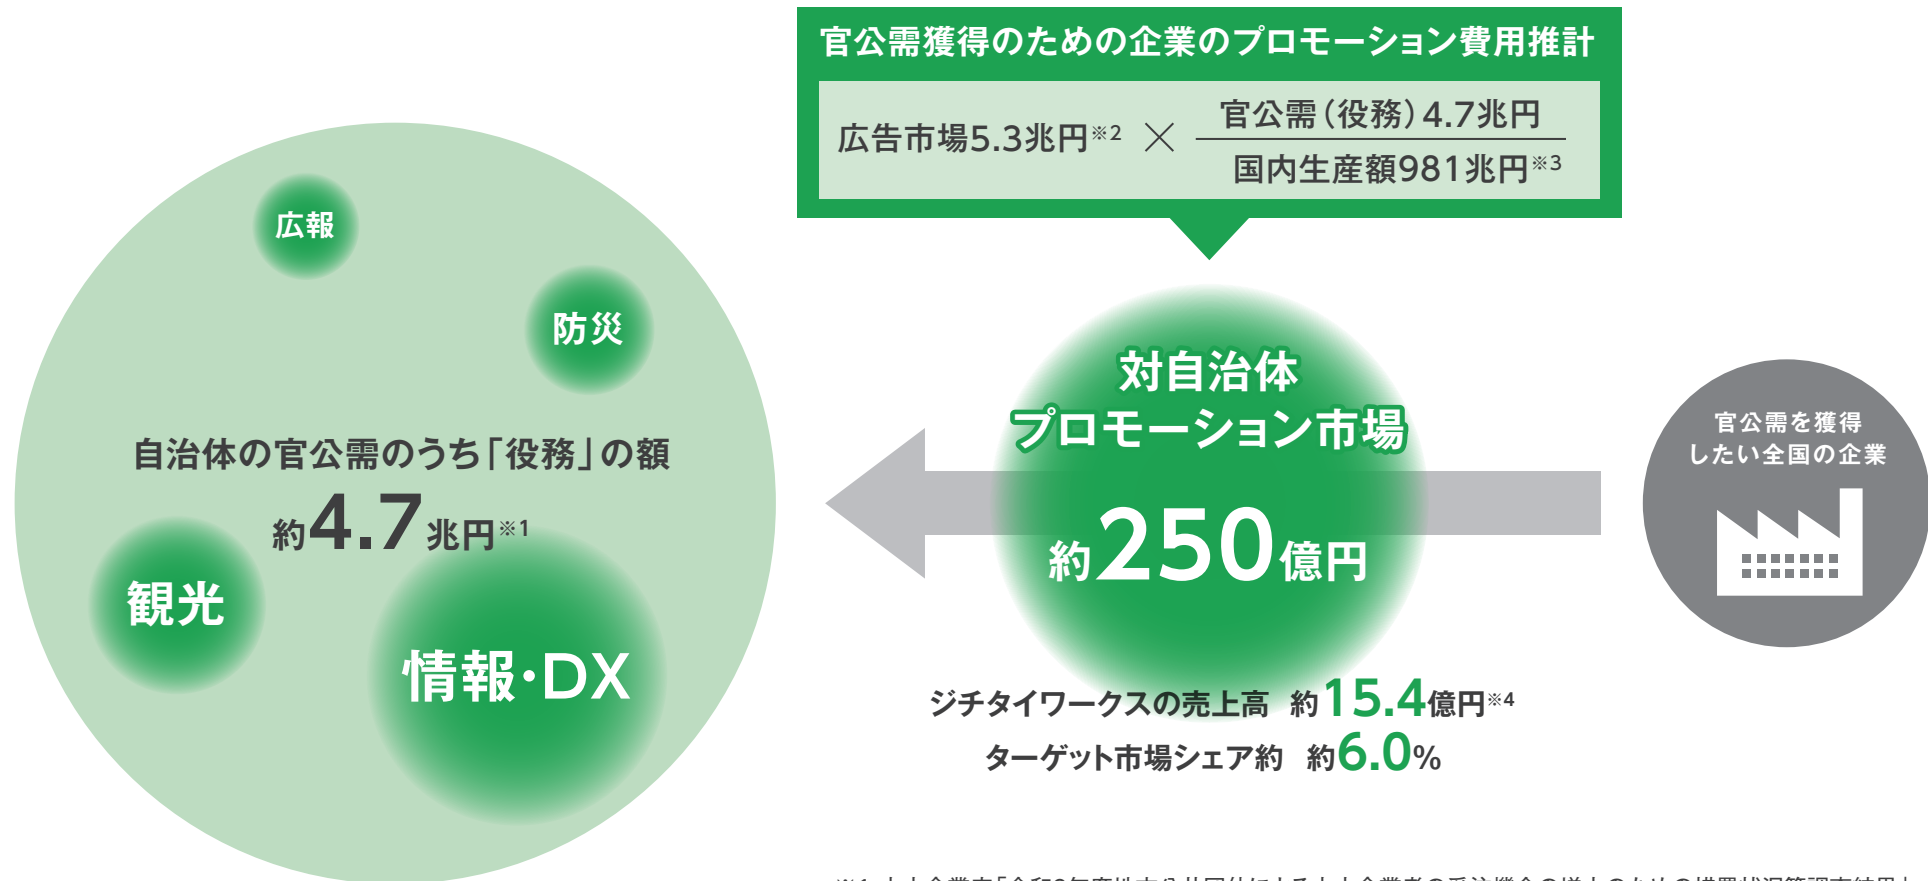 官公需獲得のための企業のプロモーション費用推計
広告市場5.3兆円※2 × 官公需(役務)4.7兆円
国内生産額981兆円※3
広報
防災
自治体の官公需のうち「役務」の額
約4.7兆円※1
観光
情報・DX
対自治体
プロモーション市場
約250億円
官公需を獲得
したい全国の企業
ジチタイワークスの売上高 約15.4億円※4
ターゲット市場シェア約 約6.0%